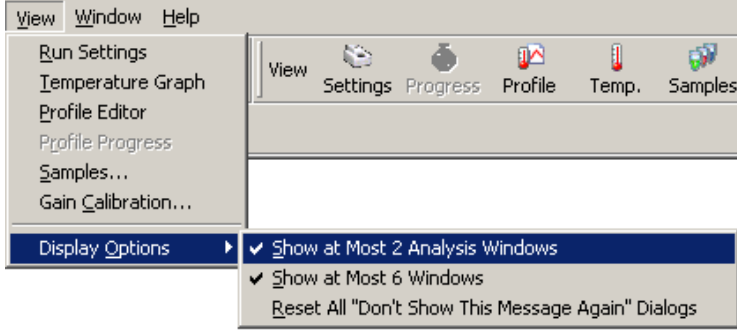 View Window Help
Run Settings
Temperature Graph
Profile Editor
Profile Progress
Samples...
Gain Calibration...
Display Options
View Settings Progress Profile Temp. Samples
Show at Most 2 Analysis Windows
Show at Most 6 Windows
Reset All "Don't Show This Message Again" Dialogs